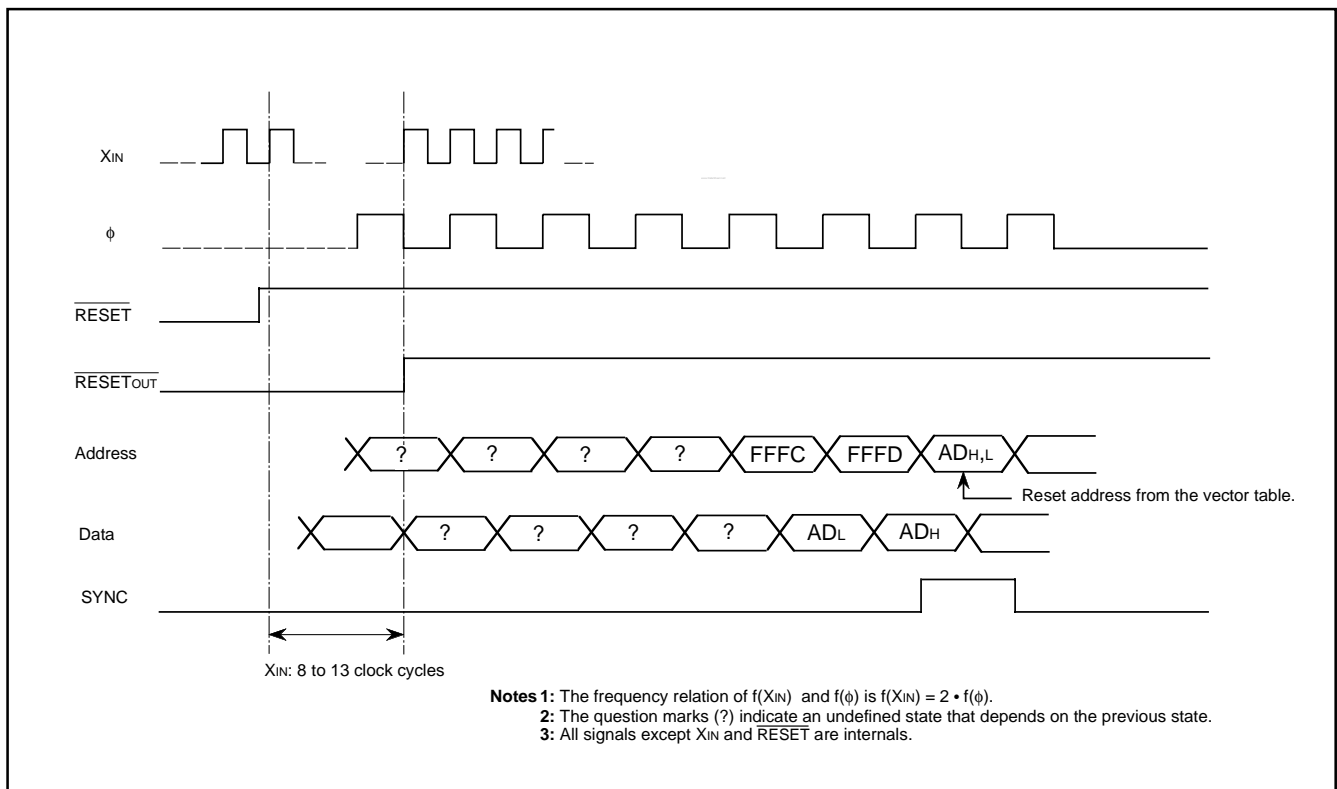 XIN
ϕ
RESET
RESETOUT
Address
? ? ? ? FFFC FFFD ADH,L
Reset address from the vector table.
Data
? ? ? ? ADL ADH
SYNC
XIN: 8 to 13 clock cycles
Notes 1: The frequency relation of f(XIN) and f(ϕ) is f(XIN) = 2 • f(ϕ).
2: The question marks (?) indicate an undefined state that depends on the previous state.
3: All signals except XIN and RESET are internals.